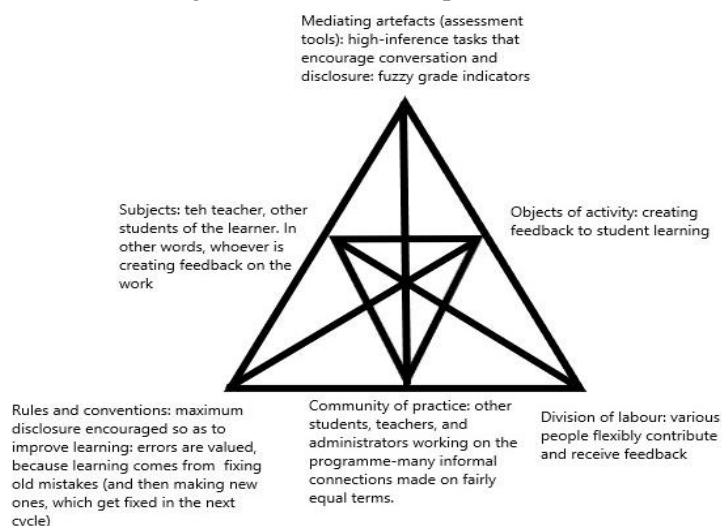 Mediating artefacts (assessment
tools): high-inference tasks that
encourage conversation and
disclosure: fuzzy grade indicators
Subjects: teh teacher, other
students of the learner. In
other words, whoever is
creating feedback on the
work
Objects of activity: creating
feedback to student learning
Rules and conventions: maximum
disclosure encouraged so as to
improve learning: errors are valued,
because learning comes from fixing
old mistakes (and then making new
ones, which get fixed in the next
cycle)
Community of practice: other
students, teachers, and
administrators working on the
programme-many informal
connections made on fairly
equal terms.
Division of labour: various
people flexibly contribute
and receive feedback